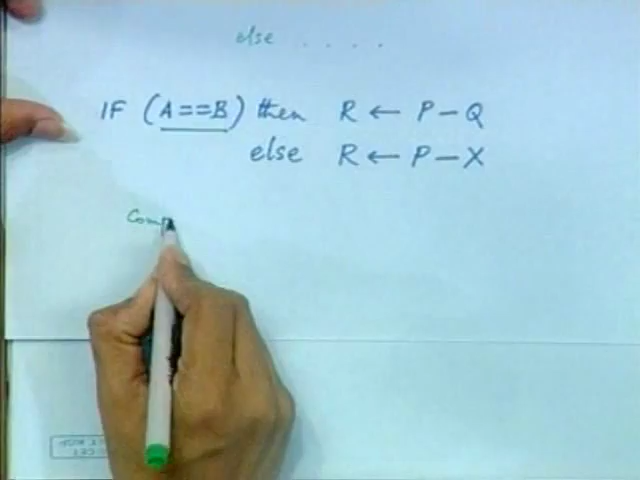 else . . . .
IF (A==B) then R ← P – Q
else R ← P – X
Comp